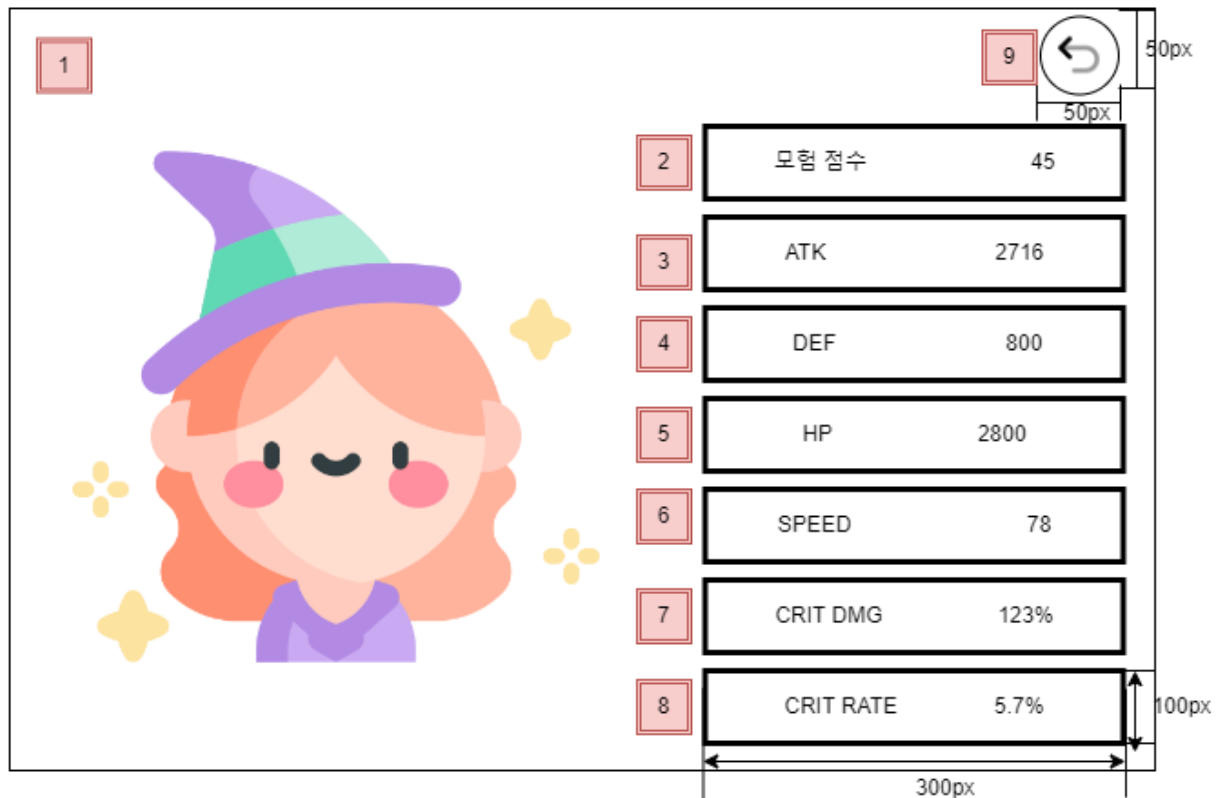 1
9
50px
50px
2 모험 점수 45
3 ATK 2716
4 DEF 800
5 HP 2800
6 SPEED 78
7 CRIT DMG 123%
8 CRIT RATE 5.7%
100px
300px